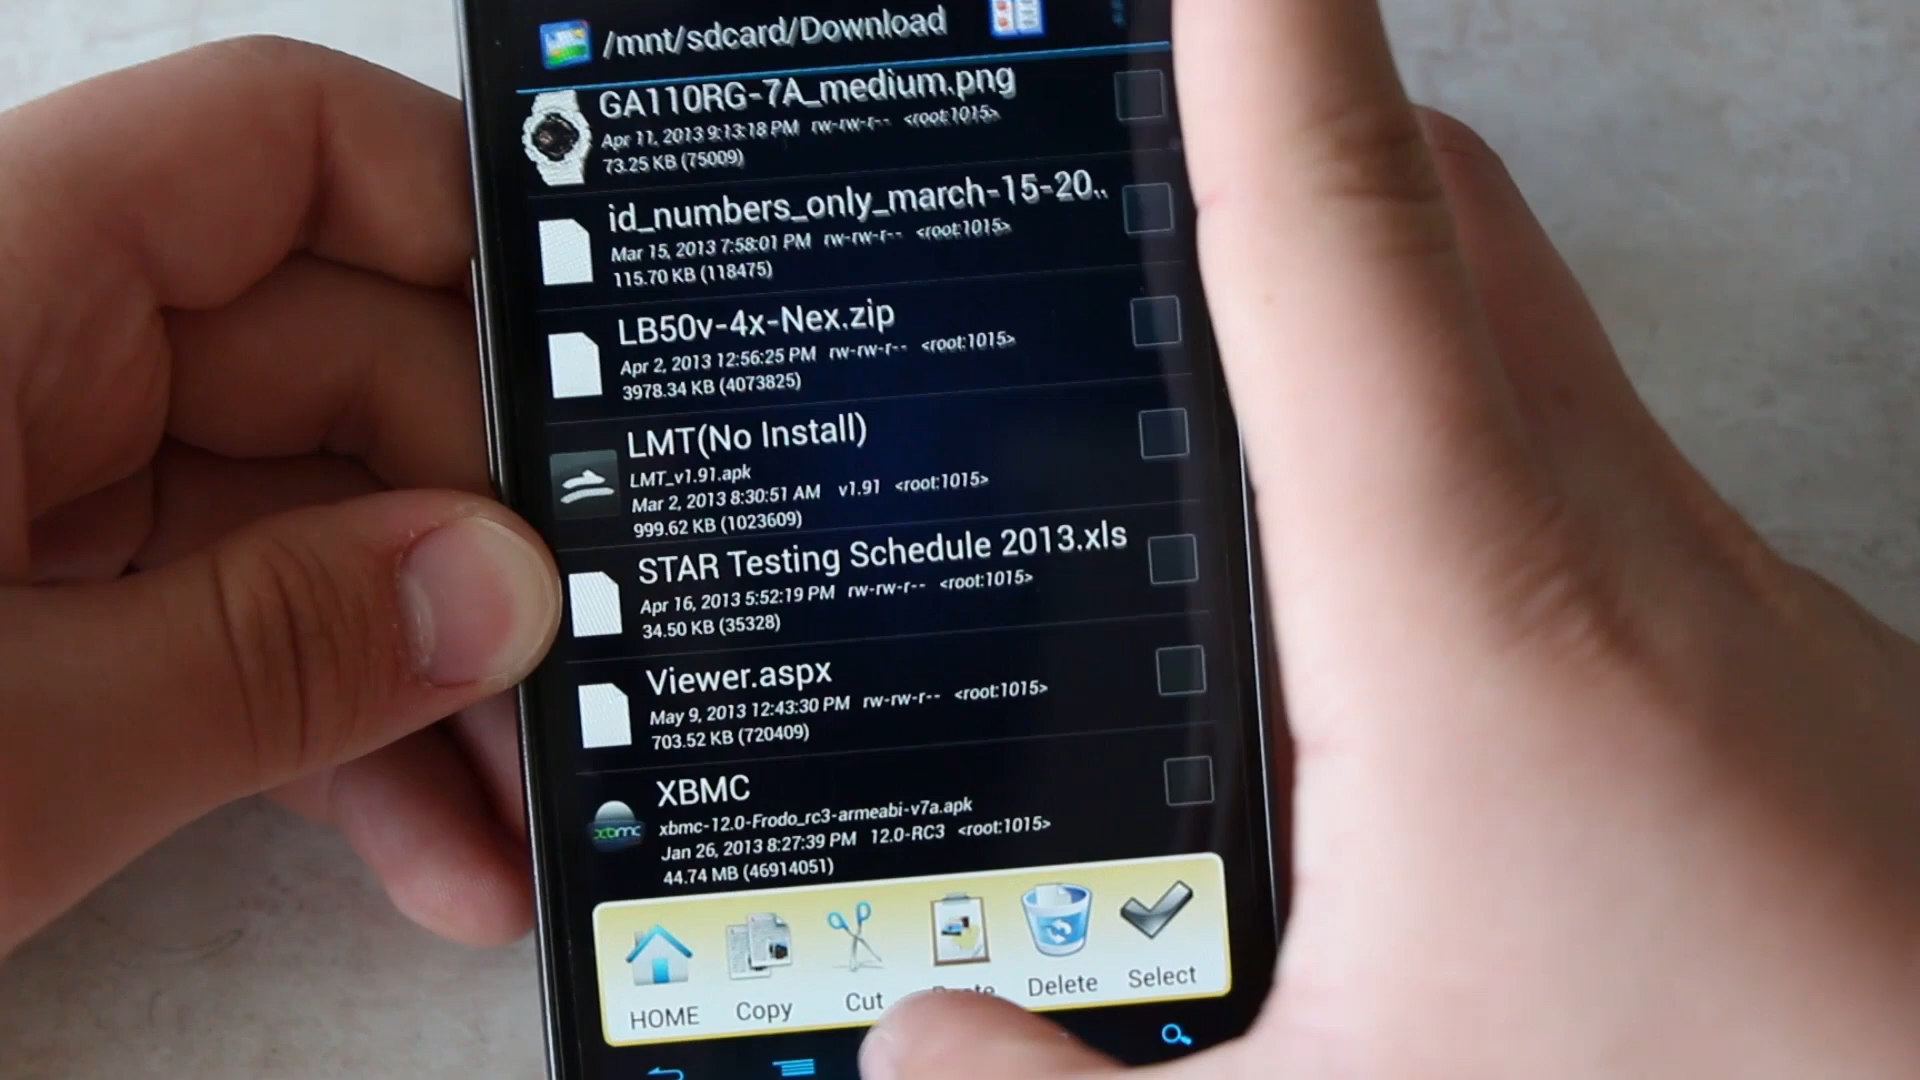 /mnt/sdcard/Download
GA110RG-7A_medium.png
Apr 11, 2013 9:13:18 PM rw-rw-r-- <root:1015>
73.25 KB (75009)
id_numbers_only_march-15-20..
Mar 15, 2013 7:58:01 PM rw-rw-r-- <root:1015>
115.70 KB (118475)
LB50v-4x-Nex.zip
Apr 2, 2013 12:56:25 PM rw-rw-r-- <root:1015>
3978.34 KB (4073825)
LMT(No Install)
LMT_v1.91.apk
Mar 2, 2013 8:30:51 AM v1.91 <root:1015>
999.62 KB (1023609)
STAR Testing Schedule 2013.xls
Apr 16, 2013 5:52:19 PM rw-rw-r-- <root:1015>
34.50 KB (35328)
Viewer.aspx
May 9, 2013 12:43:30 PM rw-rw-r-- <root:1015>
703.52 KB (720409)
XBMC
xbmc
xbmc-12.0-Frodo_rc3-armeabi-v7a.apk
Jan 26, 2013 8:27:39 PM 12.0-RC3 <root:1015>
44.74 MB (46914051)
HOME Copy Cut Paste Delete Select